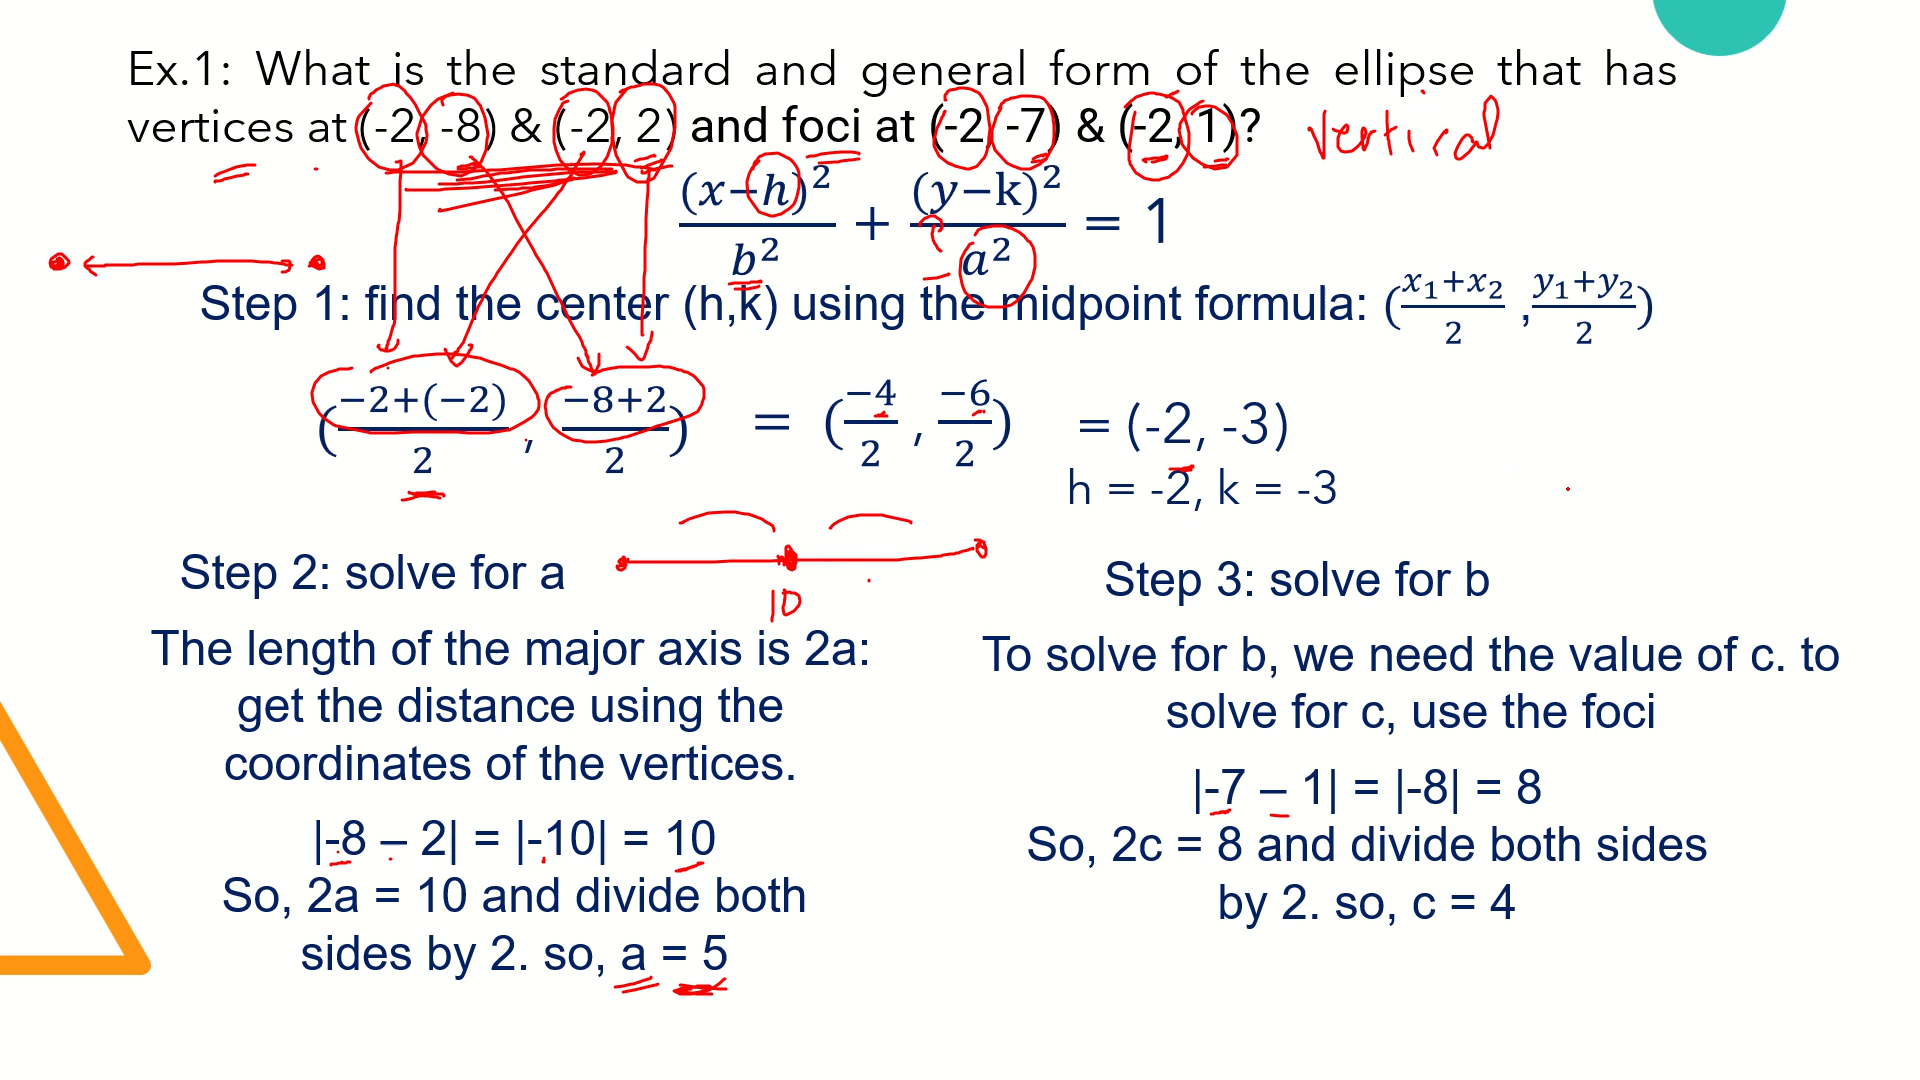 Ex.1: What is the standard and general form of the ellipse that has
vertices at (-2, -8) & (-2, 2) and foci at (-2, -7) & (-2, 1)? vertical
(x−h)²/b² + (y−k)²/a² = 1
Step 1: find the center (h,k) using the midpoint formula: (x₁+x₂/2 , y₁+y₂/2)
(−2+(−2)/2 , −8+2/2) = (−4/2 , −6/2) = (-2, -3)
h = -2, k = -3
Step 2: solve for a
10
The length of the major axis is 2a:
get the distance using the
coordinates of the vertices.
|-8 – 2| = |-10| = 10
So, 2a = 10 and divide both
sides by 2. so, a = 5
Step 3: solve for b
To solve for b, we need the value of c. to
solve for c, use the foci
|-7 – 1| = |-8| = 8
So, 2c = 8 and divide both sides
by 2. so, c = 4